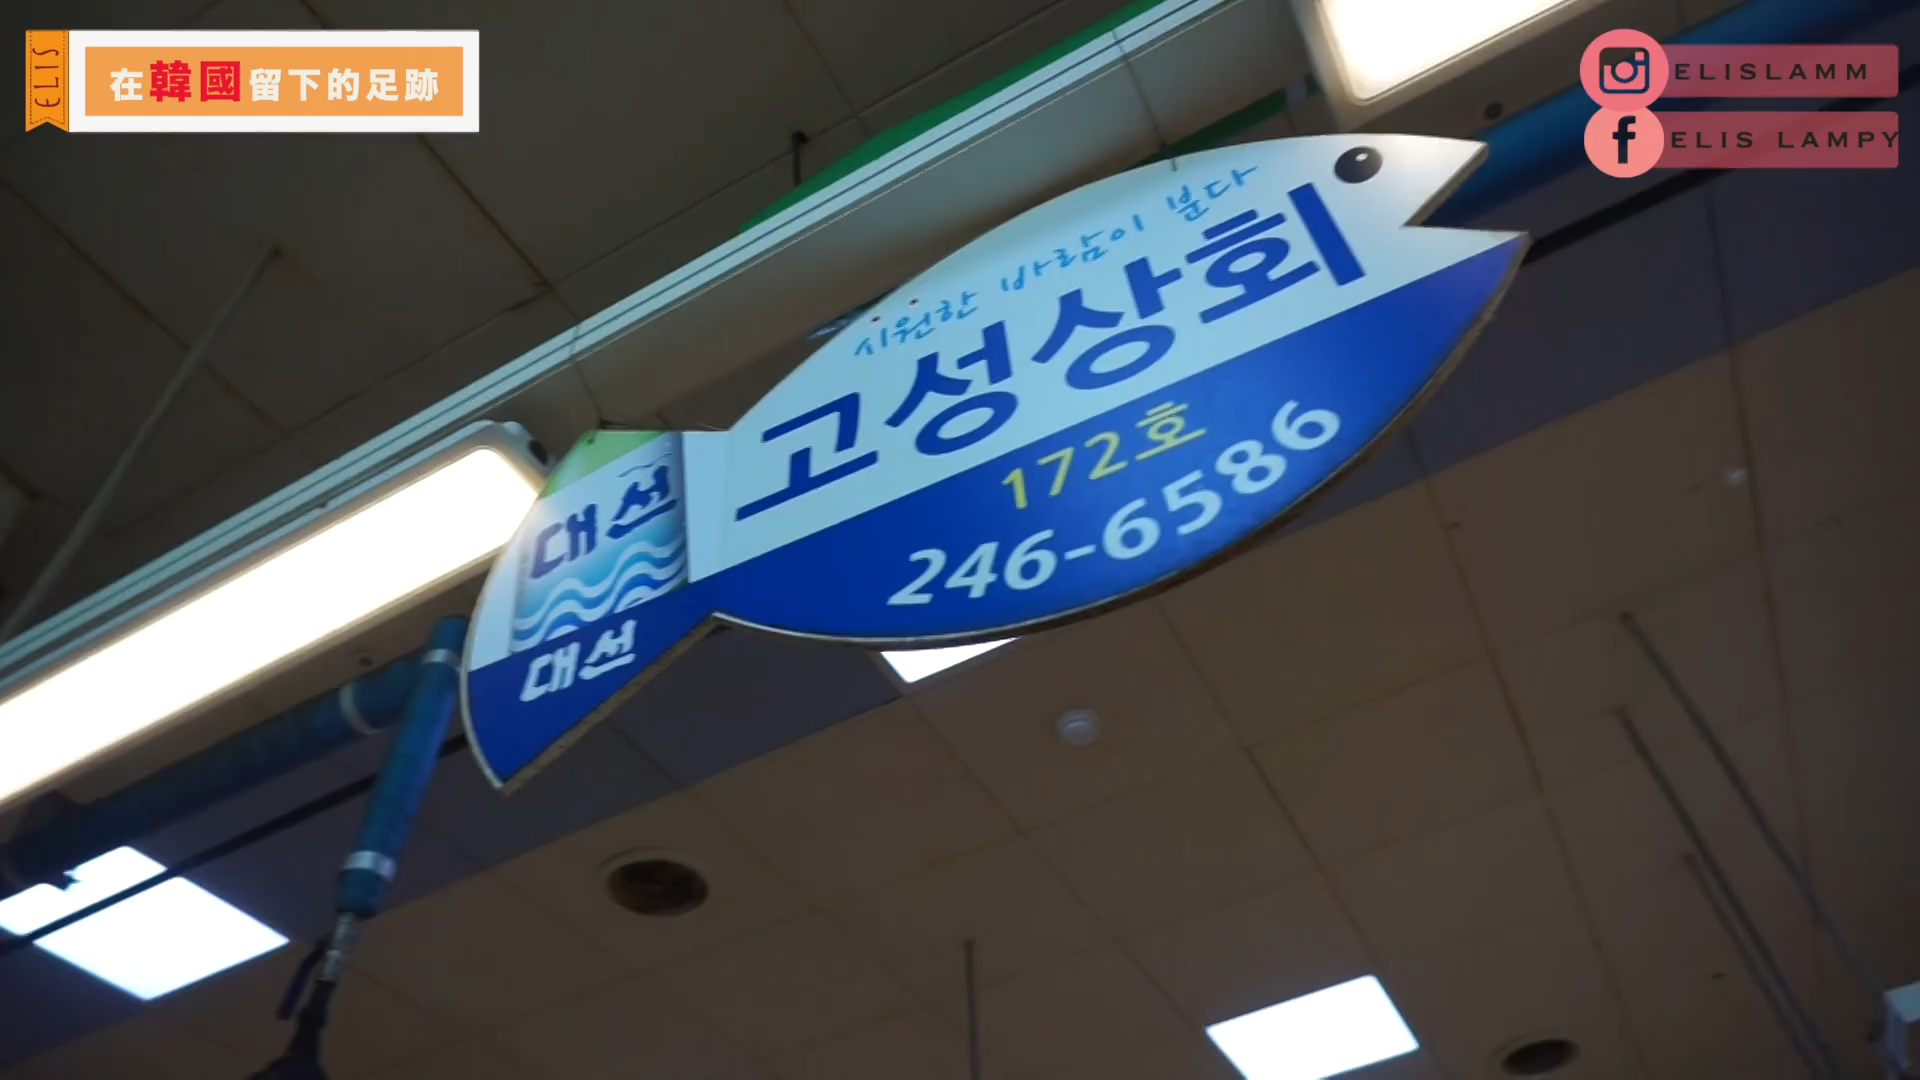 ELIS
在韓國留下的足跡
ELISLAMM
ELIS LAMPY
시원한 바람이 분다
고성상회
172호
246-6586
대선
대선